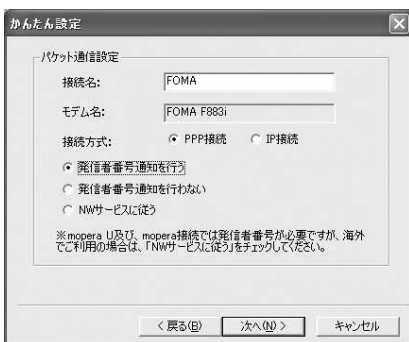 かんたん設定
パケット通信設定
接続名: FOMA
モデム名: FOMA F883i
接続方式: PPP接続 IP接続
発信者番号通知を行う
発信者番号通知を行わない
NWサービスに従う
※mopera U及び、mopera接続では発信者番号が必要ですが、海外
でご利用の場合は、「NWサービスに従う」をチェックしてください。
< 戻る(B) 次へ(N) > キャンセル